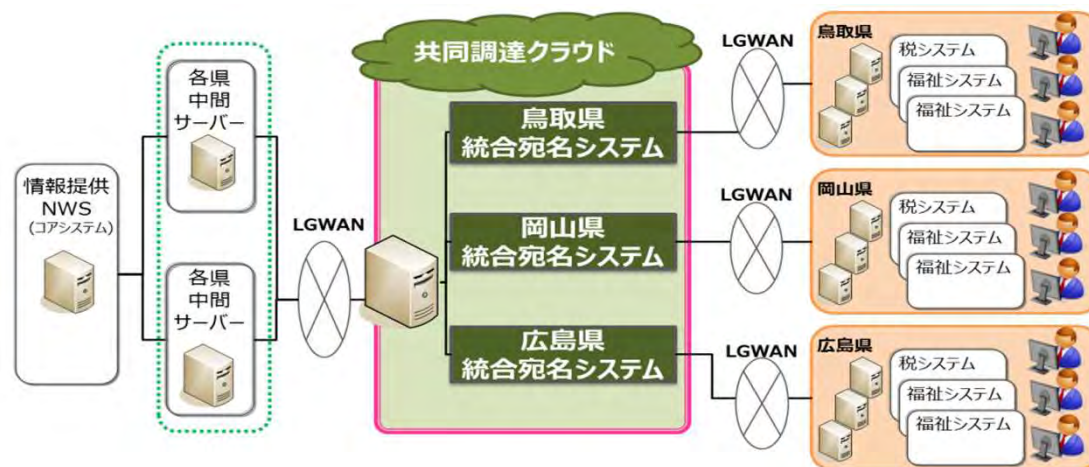 情報提供
NWS
(コアシステム)
各県
中間
サーバー
各県
中間
サーバー
LGWAN
共同調達クラウド
鳥取県
統合宛名システム
岡山県
統合宛名システム
広島県
統合宛名システム
LGWAN
鳥取県
税システム
福祉システム
福祉システム
LGWAN
岡山県
税システム
福祉システム
福祉システム
LGWAN
広島県
税システム
福祉システム
福祉システム